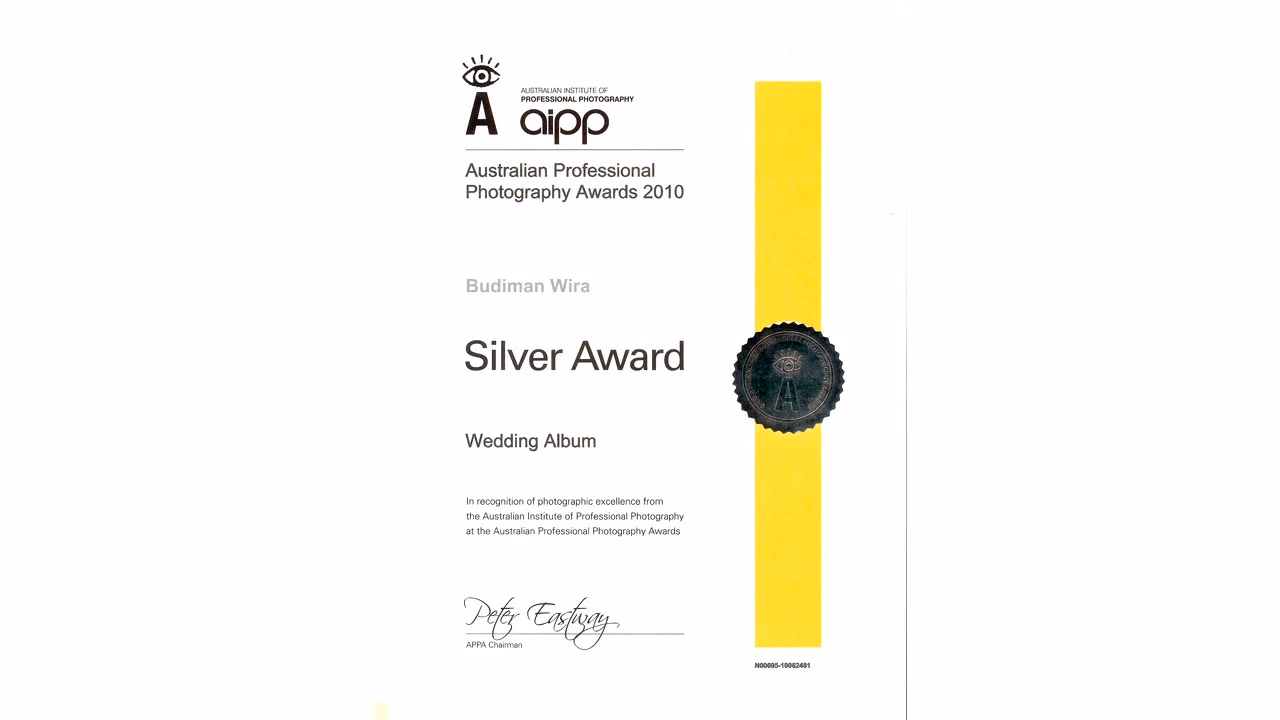 AUSTRALIAN INSTITUTE OF
PROFESSIONAL PHOTOGRAPHY
A aipp
Australian Professional
Photography Awards 2010
Budiman Wira
Silver Award
Wedding Album
In recognition of photographic excellence from
the Australian Institute of Professional Photography
at the Australian Professional Photography Awards
Peter Eastway
APPA Chairman
N00695-10062481